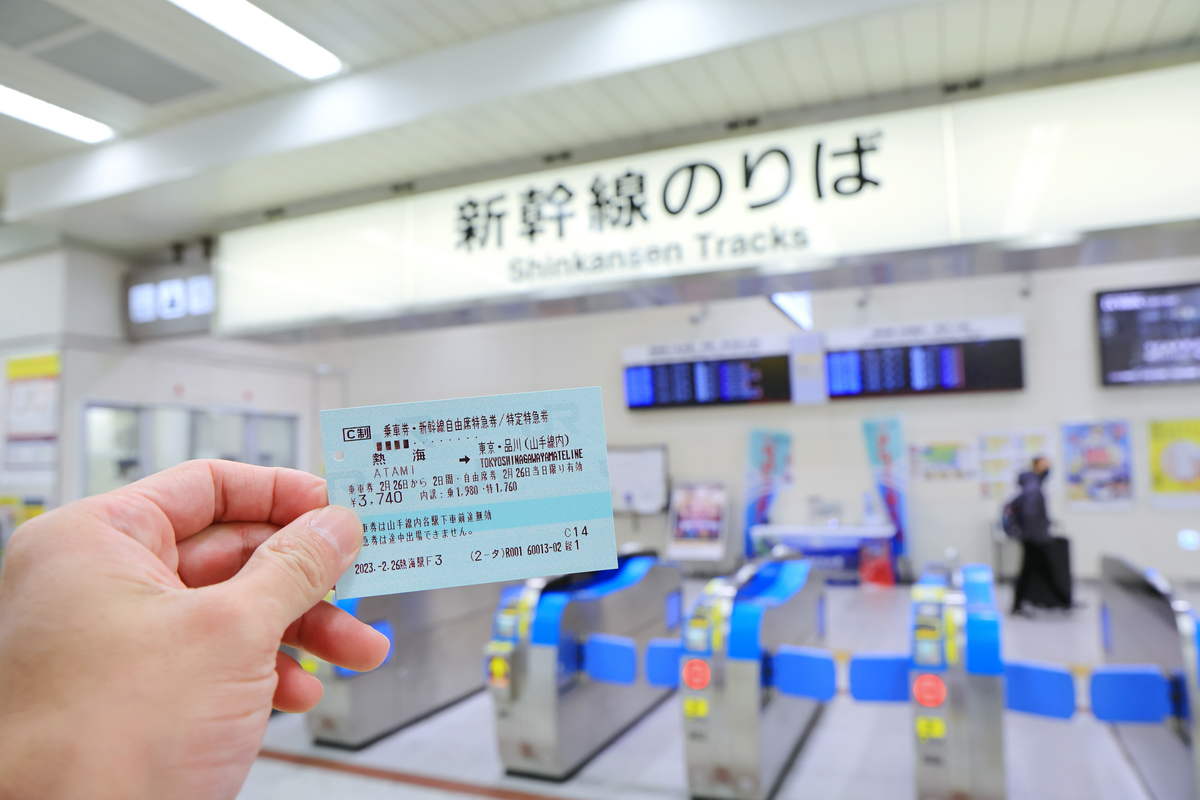 新幹線のりば
Shinkansen Tracks
C制 乗車券・新幹線自由席特急券/特定特急券
熱海 → 東京・品川(山手線内)
ATAMI TOKYOSHINAGAWAYAMATELINE
乗車券 2月26日から 2日間・自由席券 2月26日当日限り有効
¥3,740 内訳:乗1,980・特1,760
車券は山手線内各駅下車前途無効
急券は途中出場できません。
C14
2023.-2.26熱海駅F3 (2-タ)R001 60013-02 総1